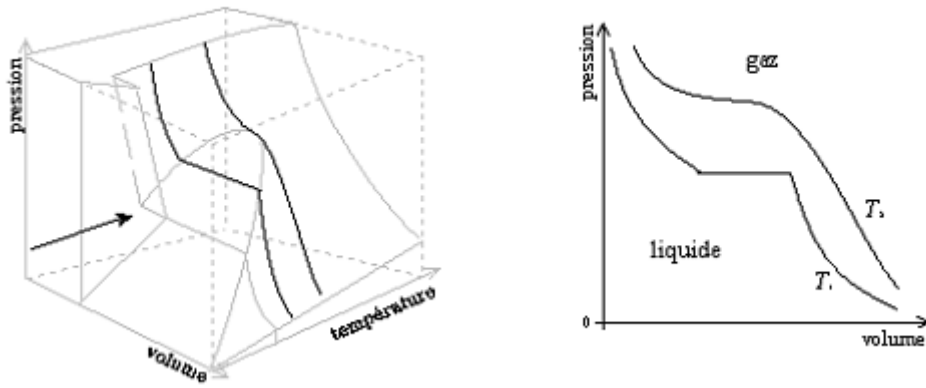 pression
volume
température
pression
gaz
liquide
T
T
0
volume